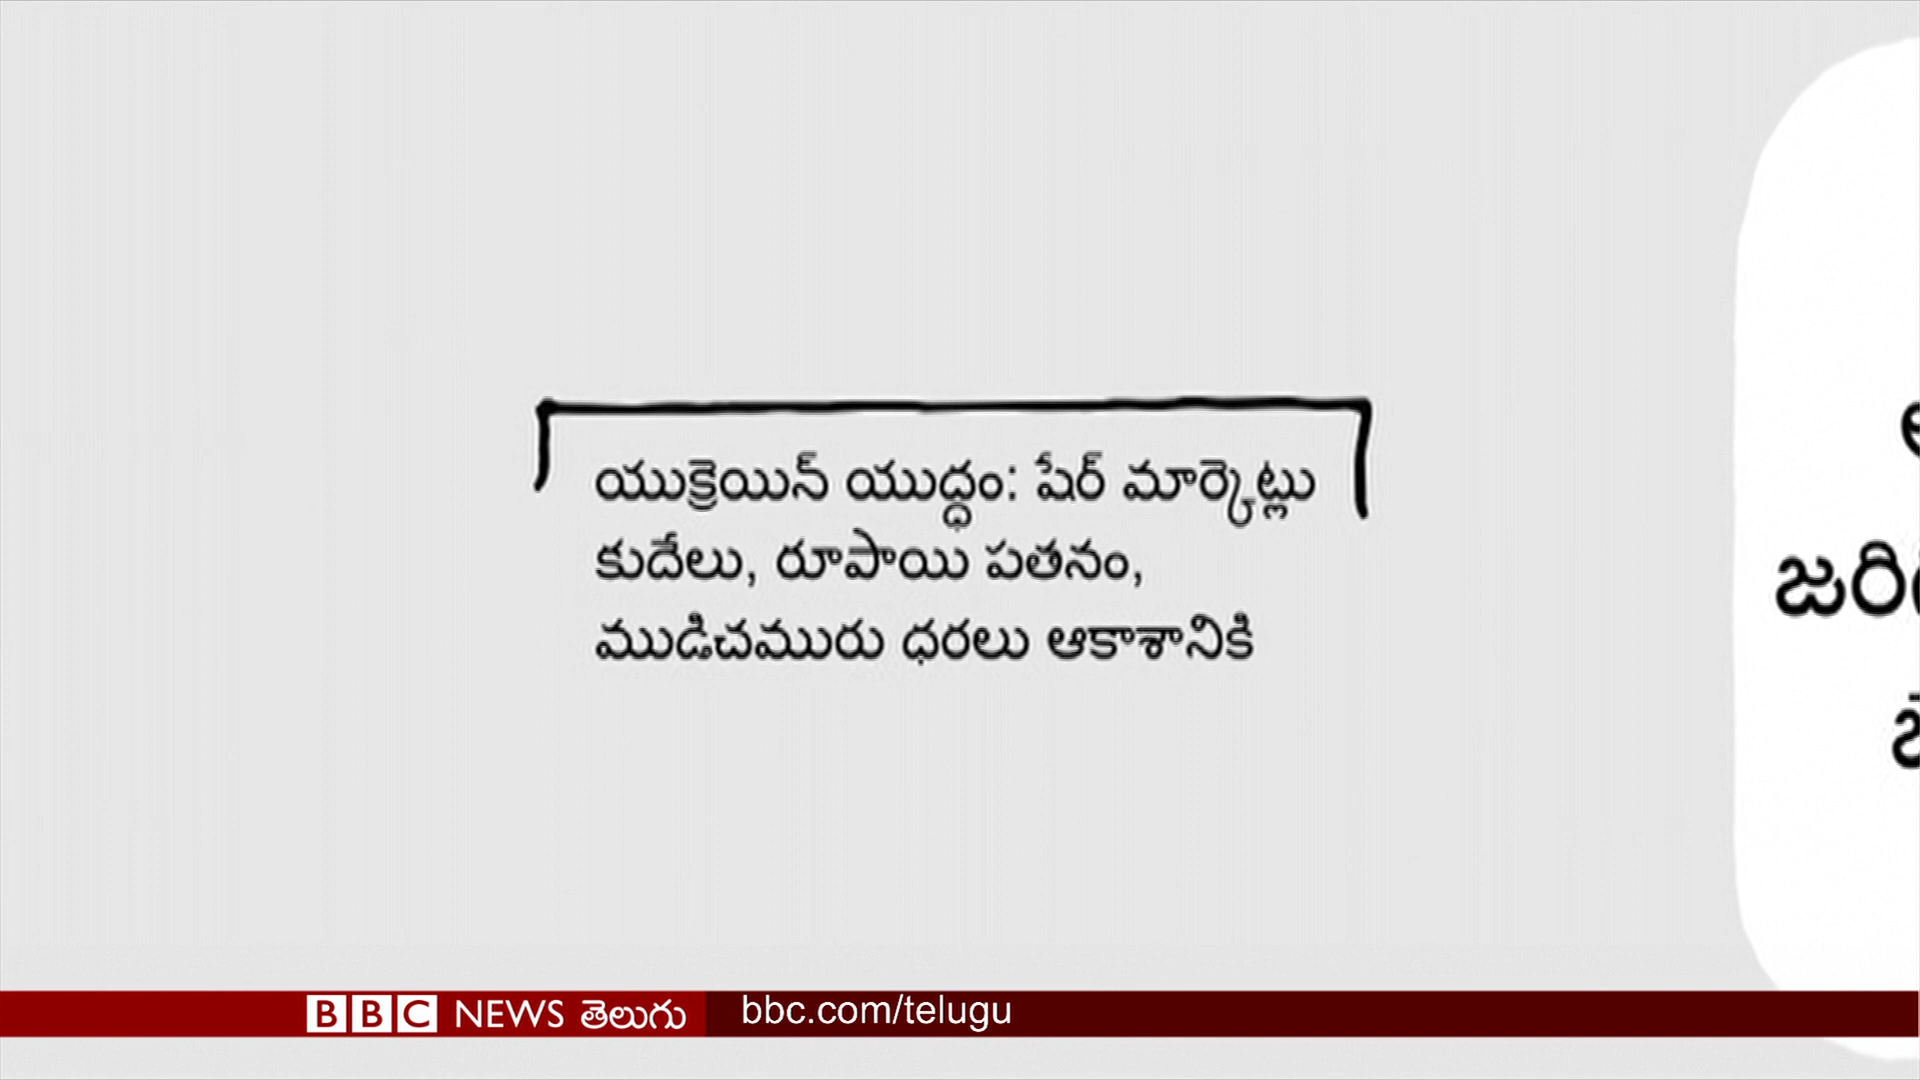 యుక్రెయిన్ యుద్ధం: షేర్ మార్కెట్లు
కుదేలు, రూపాయి పతనం,
ముడిచమురు ధరలు ఆకాశానికి
BBC NEWS తెలుగు bbc.com/telugu